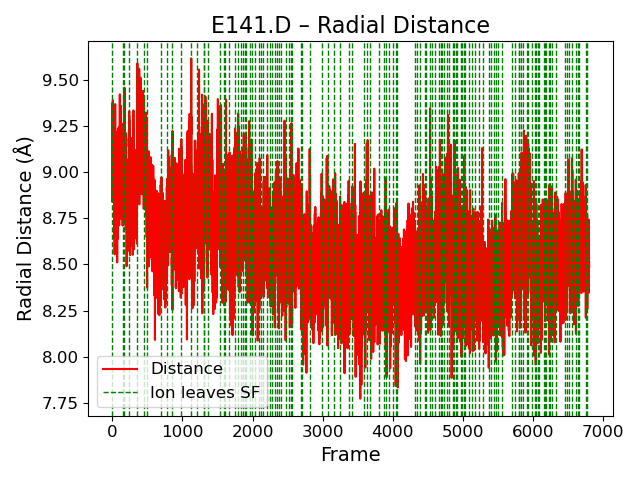 E141.D – Radial Distance
Radial Distance (Å)
9.50
9.25
9.00
8.75
8.50
8.25
8.00
7.75
Distance
Ion leaves SF
0 1000 2000 3000 4000 5000 6000 7000
Frame